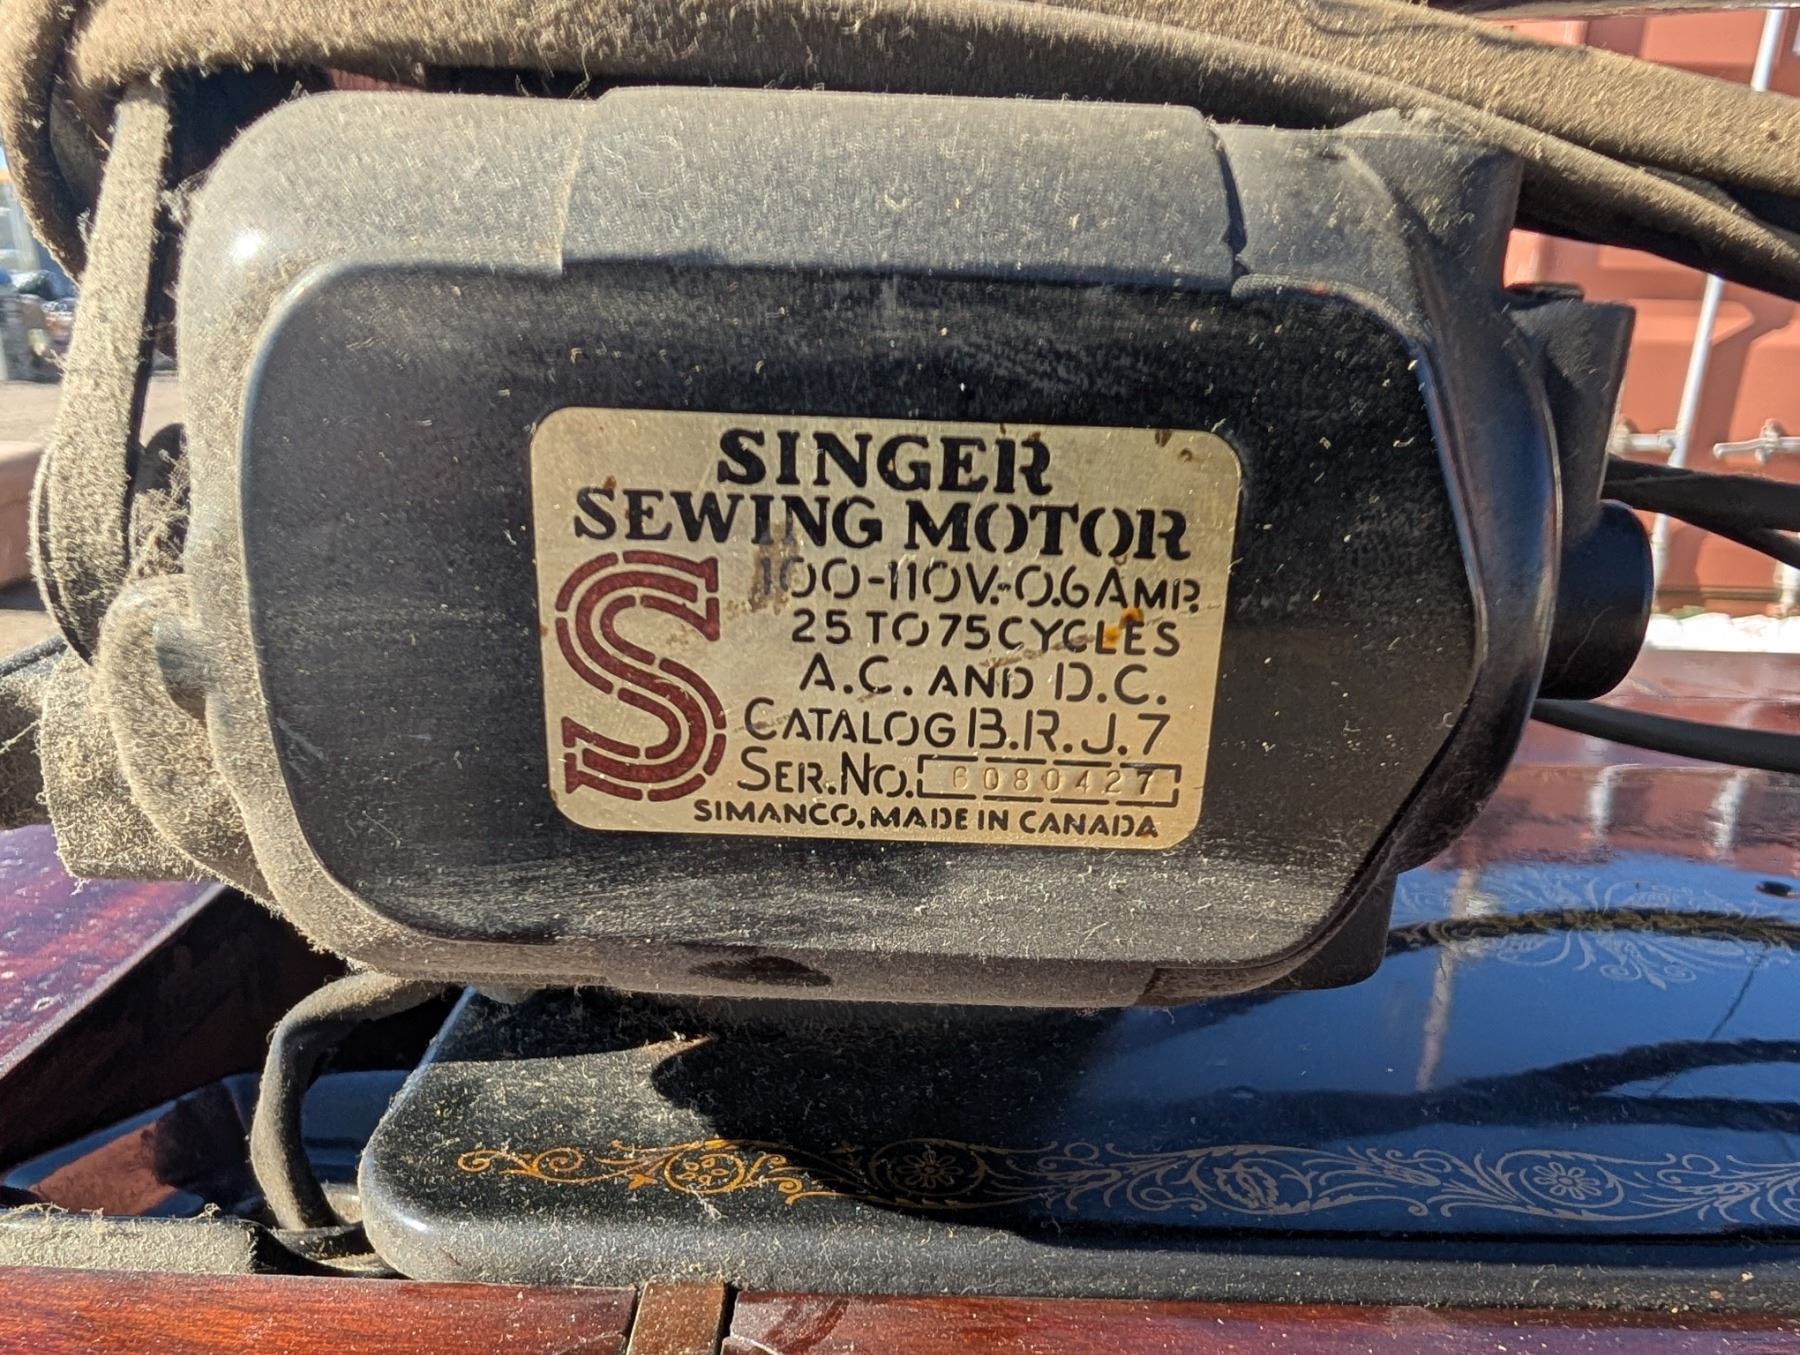 SINGER
SEWING MOTOR
S
100-110V.-0.6AMP.
25 TO 75 CYCLES
A.C. AND D.C.
CATALOG B.R.J.7
SER. NO. 6080427
SIMANCO, MADE IN CANADA